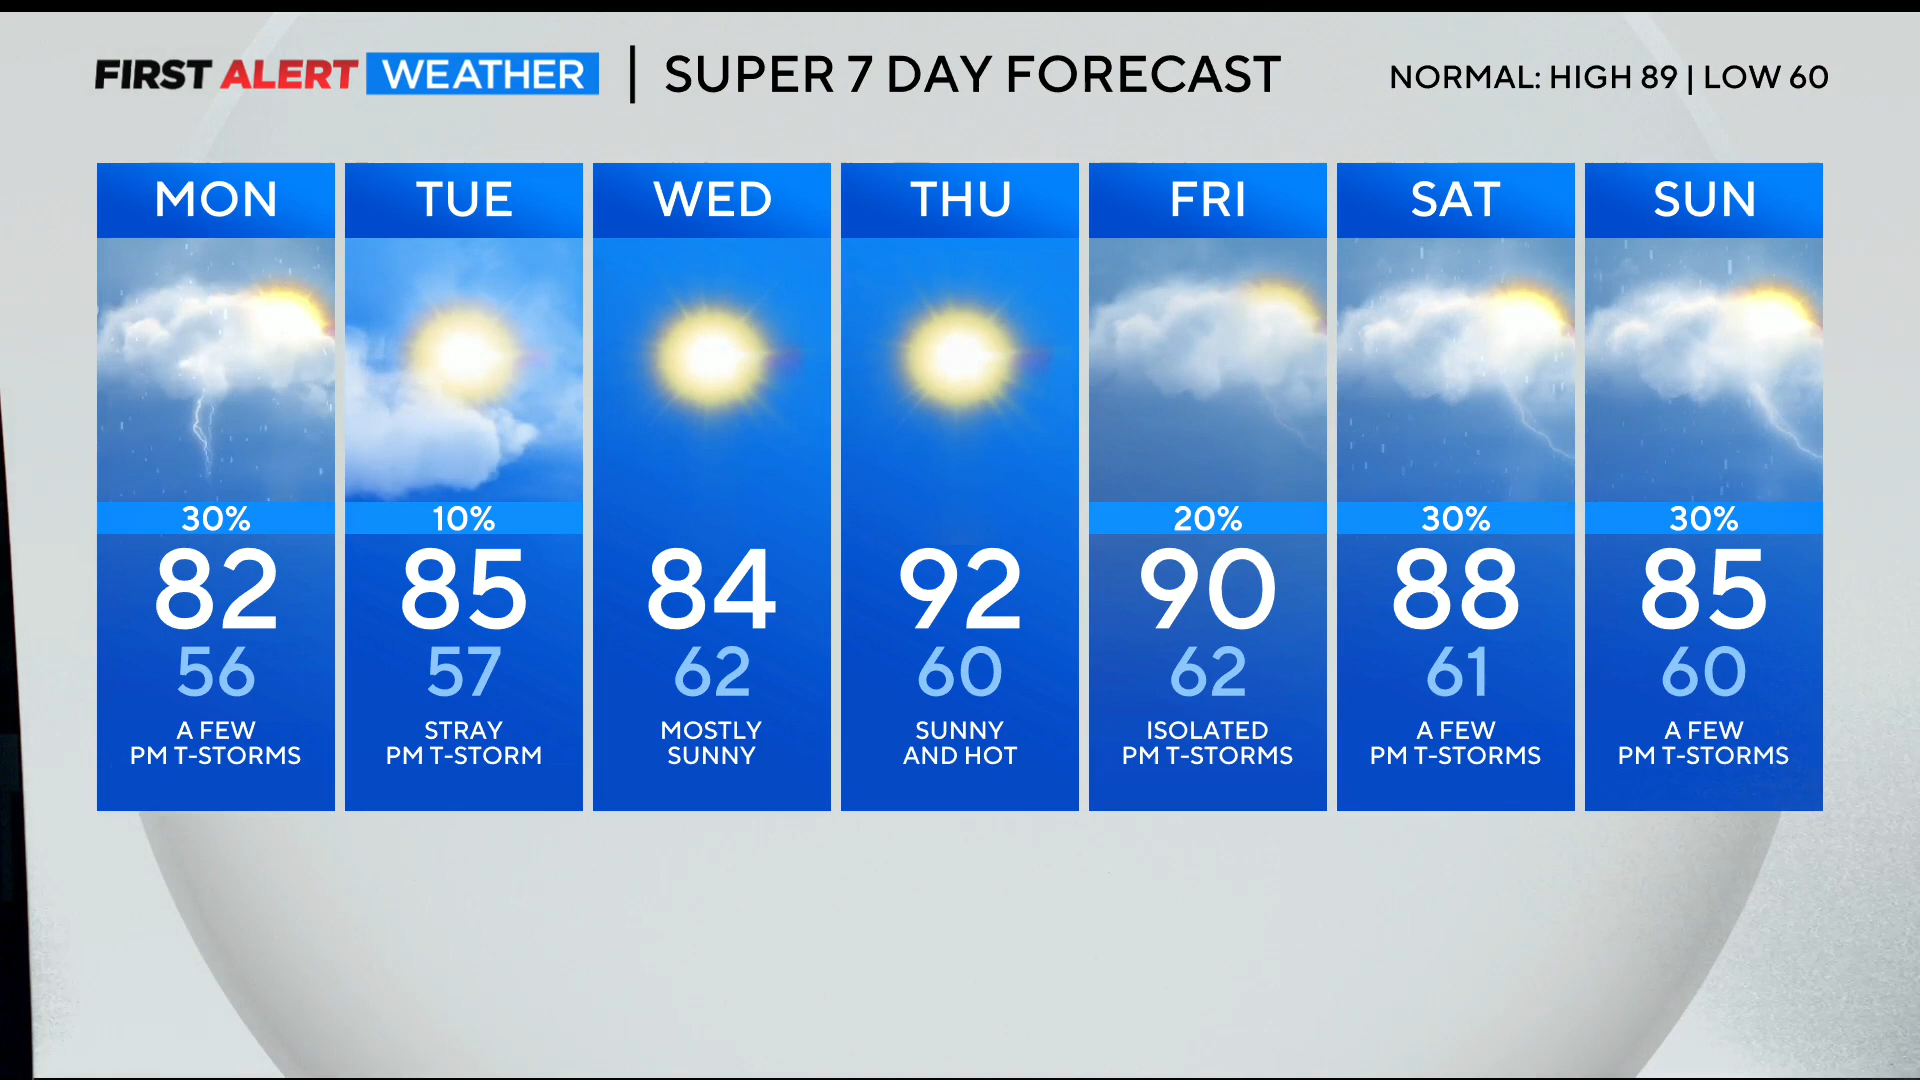 FIRST ALERT WEATHER | SUPER 7 DAY FORECAST
NORMAL: HIGH 89 | LOW 60
MON
30%
82
56
A FEW
PM T-STORMS
TUE
10%
85
57
STRAY
PM T-STORM
WED
84
62
MOSTLY
SUNNY
THU
92
60
SUNNY
AND HOT
FRI
20%
90
62
ISOLATED
PM T-STORMS
SAT
30%
88
61
A FEW
PM T-STORMS
SUN
30%
85
60
A FEW
PM T-STORMS